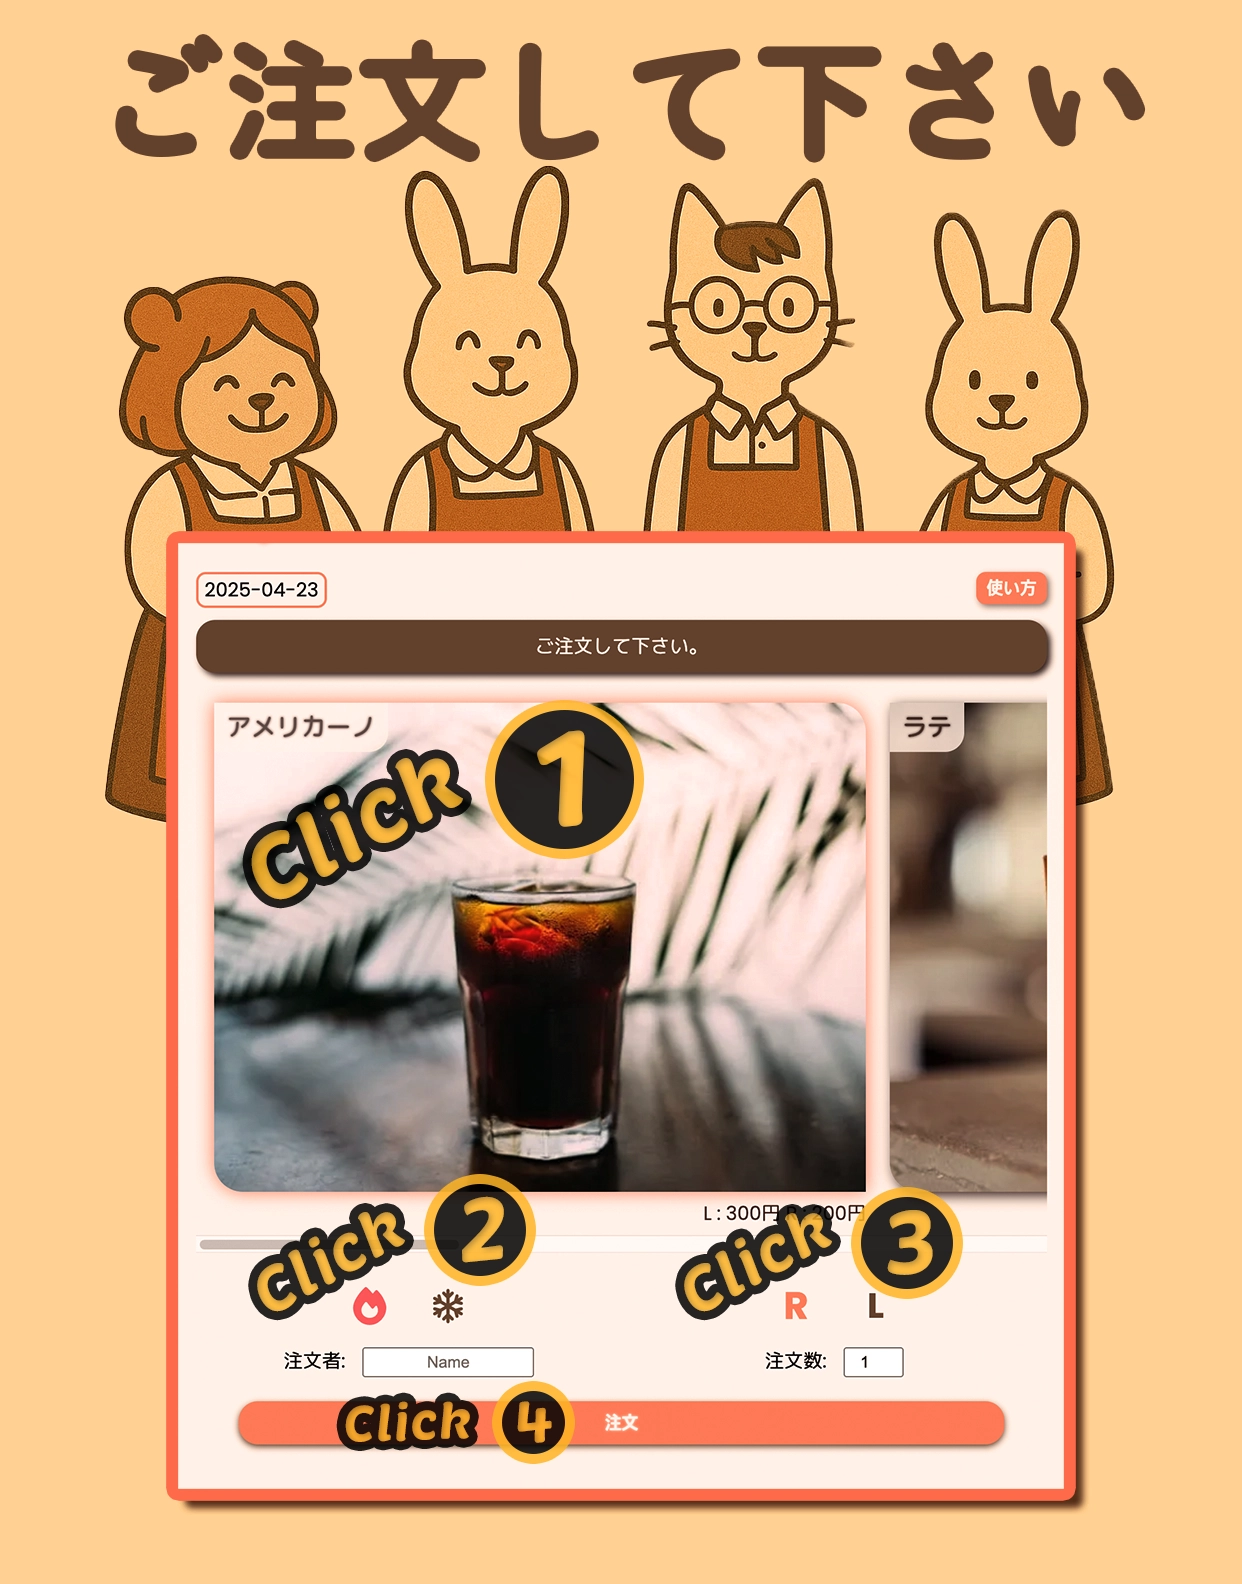 ご注文して下さい
2025-04-23
使い方
ご注文して下さい。
アメリカーノ
ラテ
Click 1
L : 300円 R : 200円
Click 2
Click 3
R L
注文者: Name
注文数: 1
Click 4 注文